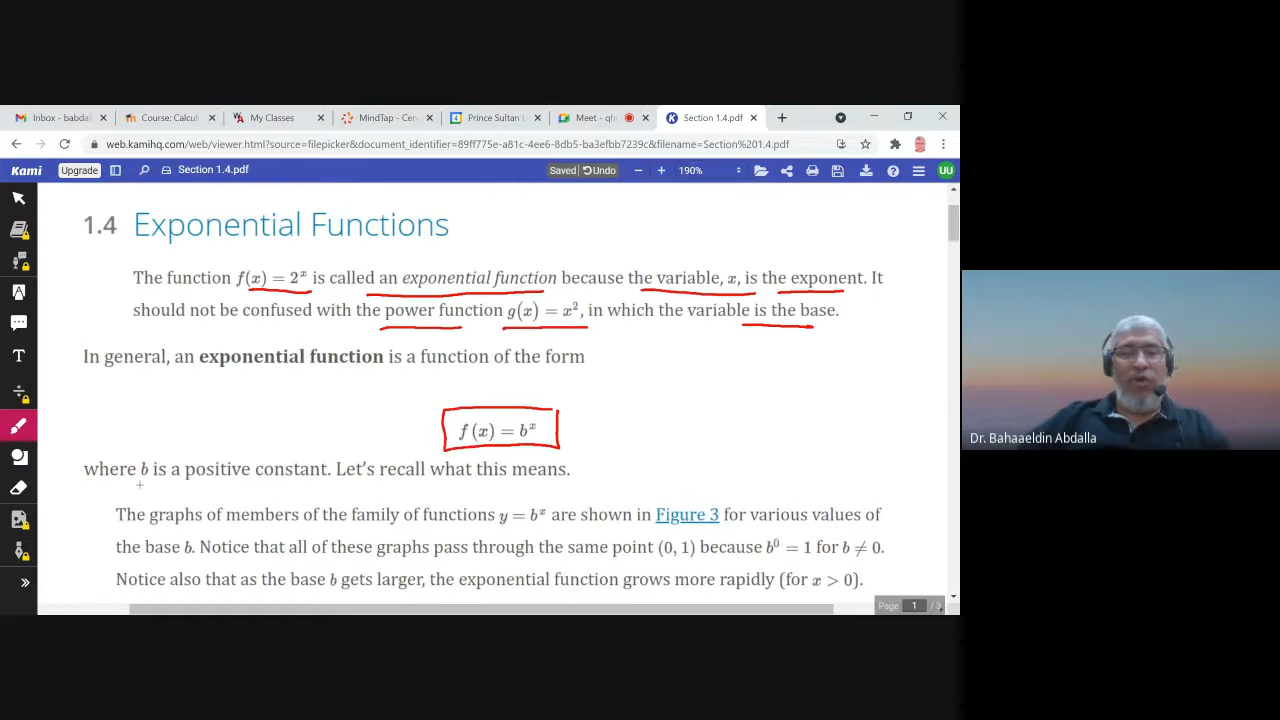 Inbox - babdal
Course: Calcul
My Classes
MindTap - Cen
Prince Sultan
Meet - qh
Section 1.4.pdf
web.kamihq.com/web/viewer.html?source=filepicker&document_identifier=89ff775e-a81c-4ee6-8db5-ba3efbb7239c&filename=Section%201.4.pdf
Kami Upgrade Section 1.4.pdf Saved Undo 190% UU
1.4 Exponential Functions
The function f(x) = 2^x is called an exponential function because the variable, x, is the exponent. It
should not be confused with the power function g(x) = x^2, in which the variable is the base.
In general, an exponential function is a function of the form
f (x) = b^x
where b is a positive constant. Let's recall what this means.
The graphs of members of the family of functions y = b^x are shown in Figure 3 for various values of
the base b. Notice that all of these graphs pass through the same point (0, 1) because b^0 = 1 for b ≠ 0.
Notice also that as the base b gets larger, the exponential function grows more rapidly (for x > 0).
Page 1
Dr. Bahaaeldin Abdalla